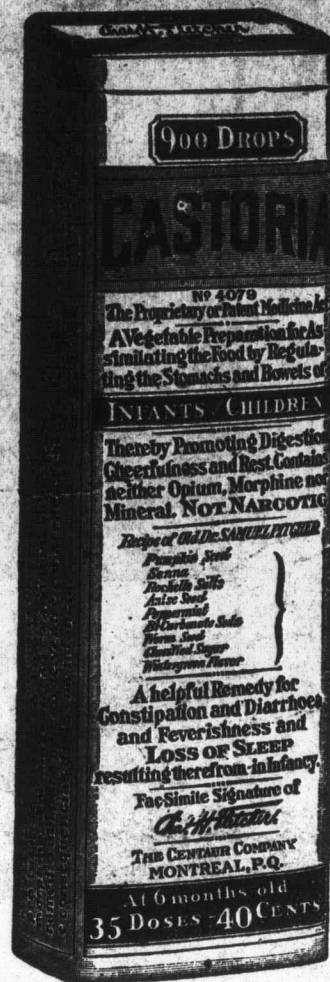 Chas. H. Fletcher
900 DROPS
CASTORIA
Nº 4079
The Proprietary or Patent Medicine
A Vegetable Preparation for As-
similating the Food by Regula-
ting the Stomachs and Bowels of
INFANTS CHILDREN
Thereby Promoting Digestion
Cheerfulness and Rest. Contains
neither Opium, Morphine nor
Mineral. NOT NARCOTIC
Recipe of Old Dr. SAMUEL PITCHER
Pumpkin Seed
Senna
Rochelle Salts
Anise Seed
Peppermint
Bi Carbonate Soda
Worm Seed
Clarified Sugar
Wintergreen Flavor
A helpful Remedy for
Constipation and Diarrhoea
and Feverishness and
LOSS OF SLEEP
resulting therefrom-in Infancy.
Fac-Simile Signature of
Chas. H. Fletcher.
THE CENTAUR COMPANY
MONTREAL, P.Q.
At 6 months old
35 DOSES - 40 CENTS